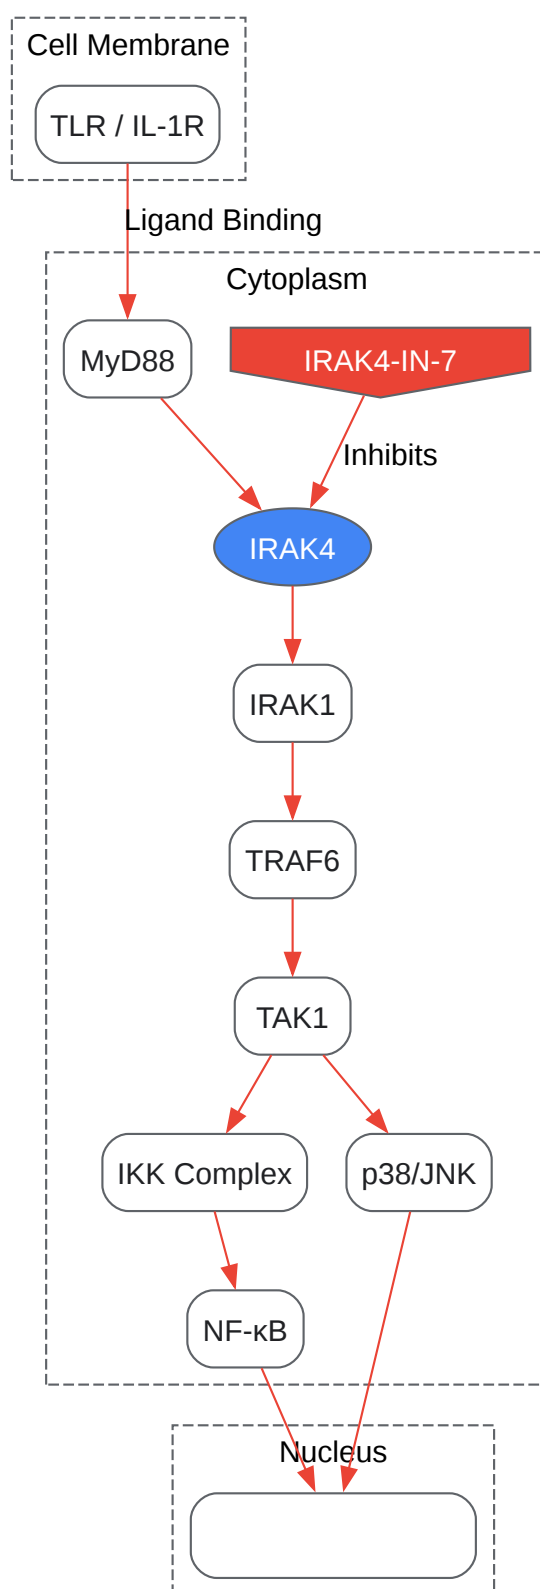 Cell Membrane
TLR / IL-1R
Ligand Binding
Cytoplasm
MyD88
IRAK4-IN-7
Inhibits
IRAK4
IRAK1
TRAF6
TAK1
IKK Complex
p38/JNK
NF-κB
Nucleus